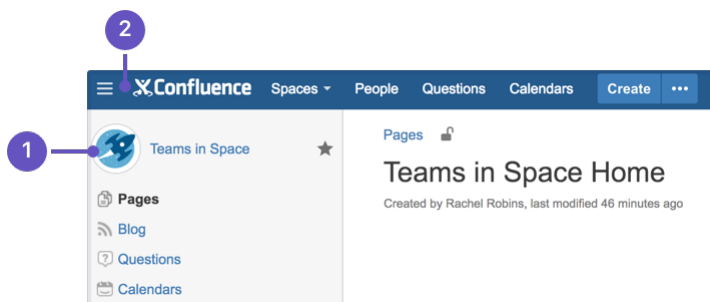 2
Confluence Spaces People Questions Calendars Create ...
1
Teams in Space
Pages
Blog
Questions
Calendars
Pages
Teams in Space Home
Created by Rachel Robins, last modified 46 minutes ago